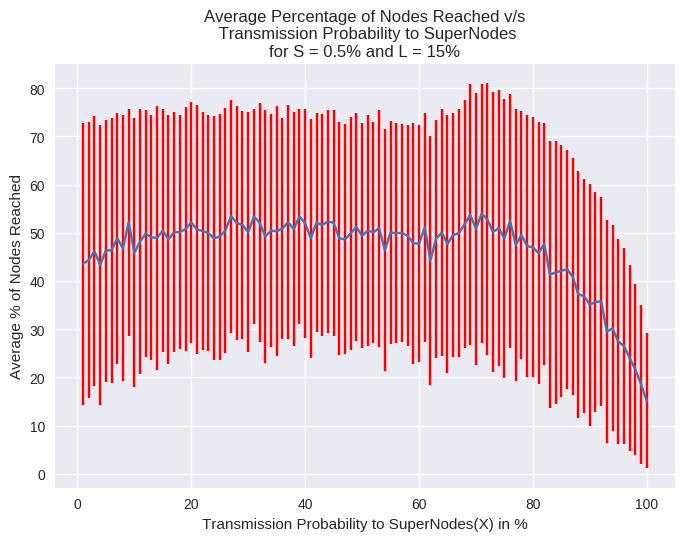 Average Percentage of Nodes Reached v/s
Transmission Probability to SuperNodes
for S = 0.5% and L = 15%
Average % of Nodes Reached
80
70
60
50
40
30
20
10
0
0 20 40 60 80 100
Transmission Probability to SuperNodes(X) in %